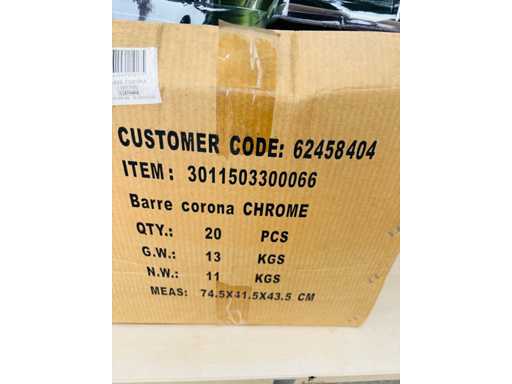 CUSTOMER CODE: 62458404
ITEM: 3011503300066
Barre corona CHROME
QTY.: 20 PCS
G.W.: 13 KGS
N.W.: 11 KGS
MEAS: 74.5X41.5X43.5 CM